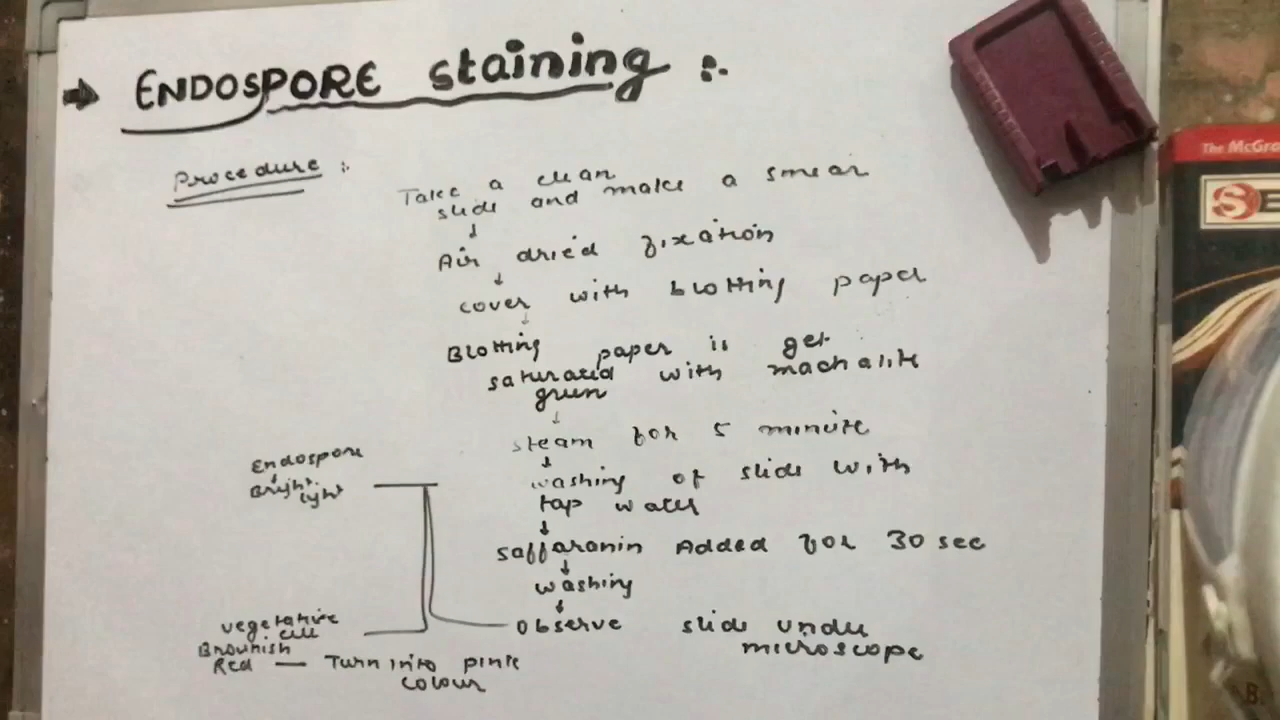 → ENDOSPORE staining :-
Procedure :
Take a clean
slide and make a smear
↓
Air dried fixation
↓
cover with blotting paper
↓
Blotting paper is get
saturated with machalite
green
↓
steam for 5 minute
↓
washing of slide with
tap water
↓
saffaranin Added for 30 sec
↓
washing
↓
observe slide under
microscope
Endospore
Bright light
vegetative
cell
Brownish
Red — Turn into pink
colour
The McGra
SE
B